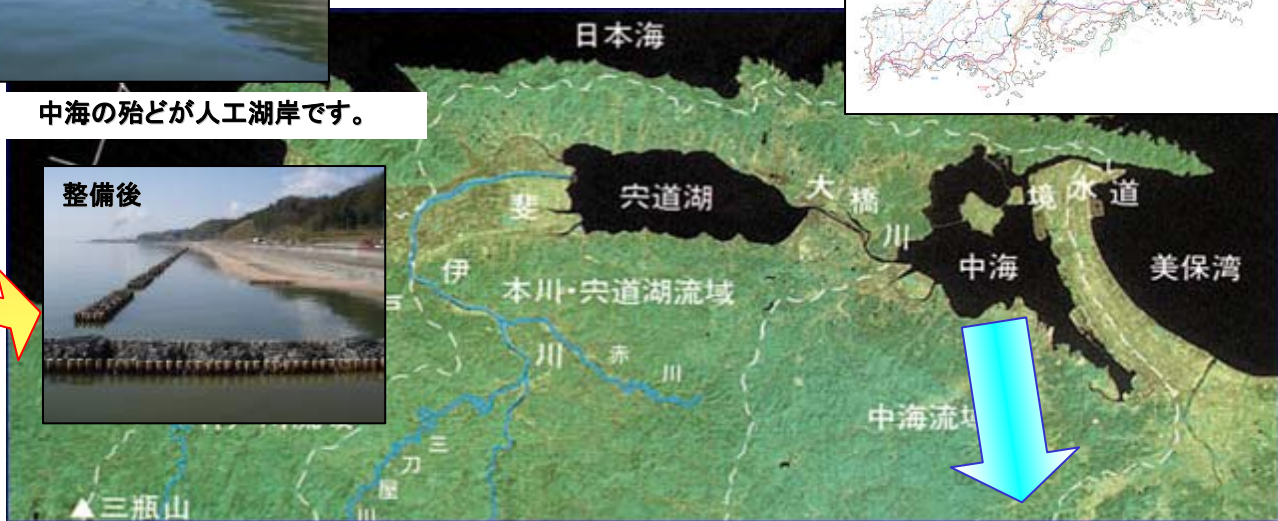 日本海
中海の殆どが人工湖岸です。
整備後
宍道湖
大橋川
境水道
中海
美保湾
斐伊川
本川・宍道湖流域
赤川
中海流域
三刀屋川
三瓶山